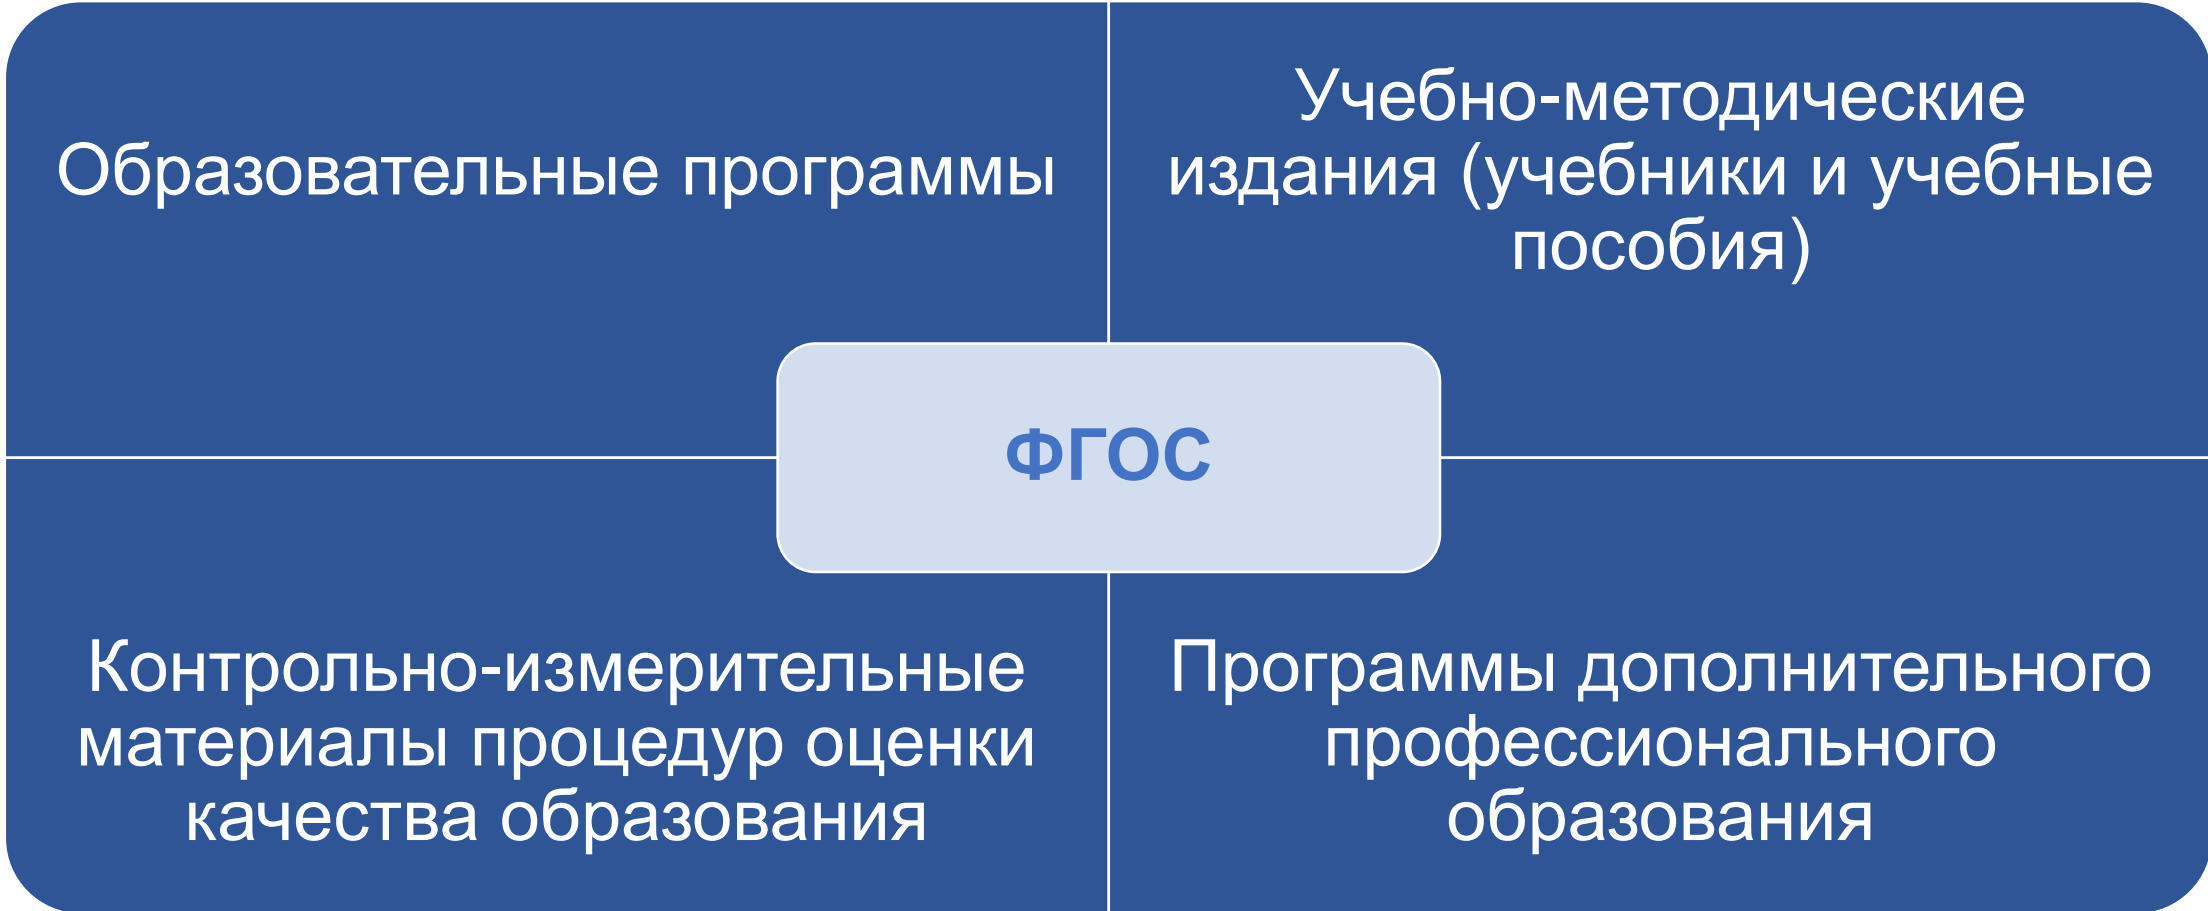 Образовательные программы
Учебно-методические
издания (учебники и учебные
пособия)
ФГОС
Контрольно-измерительные
материалы процедур оценки
качества образования
Программы дополнительного
профессионального
образования